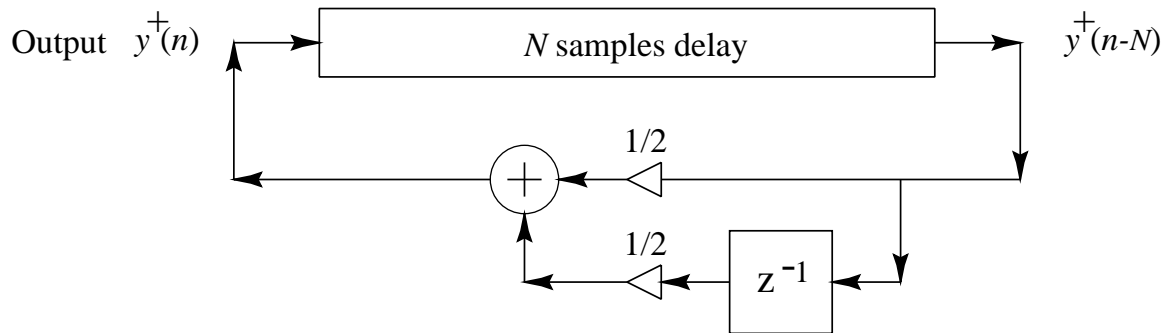 Output y⁺(n)
N samples delay
y⁺(n-N)
1/2
+
1/2
z⁻¹